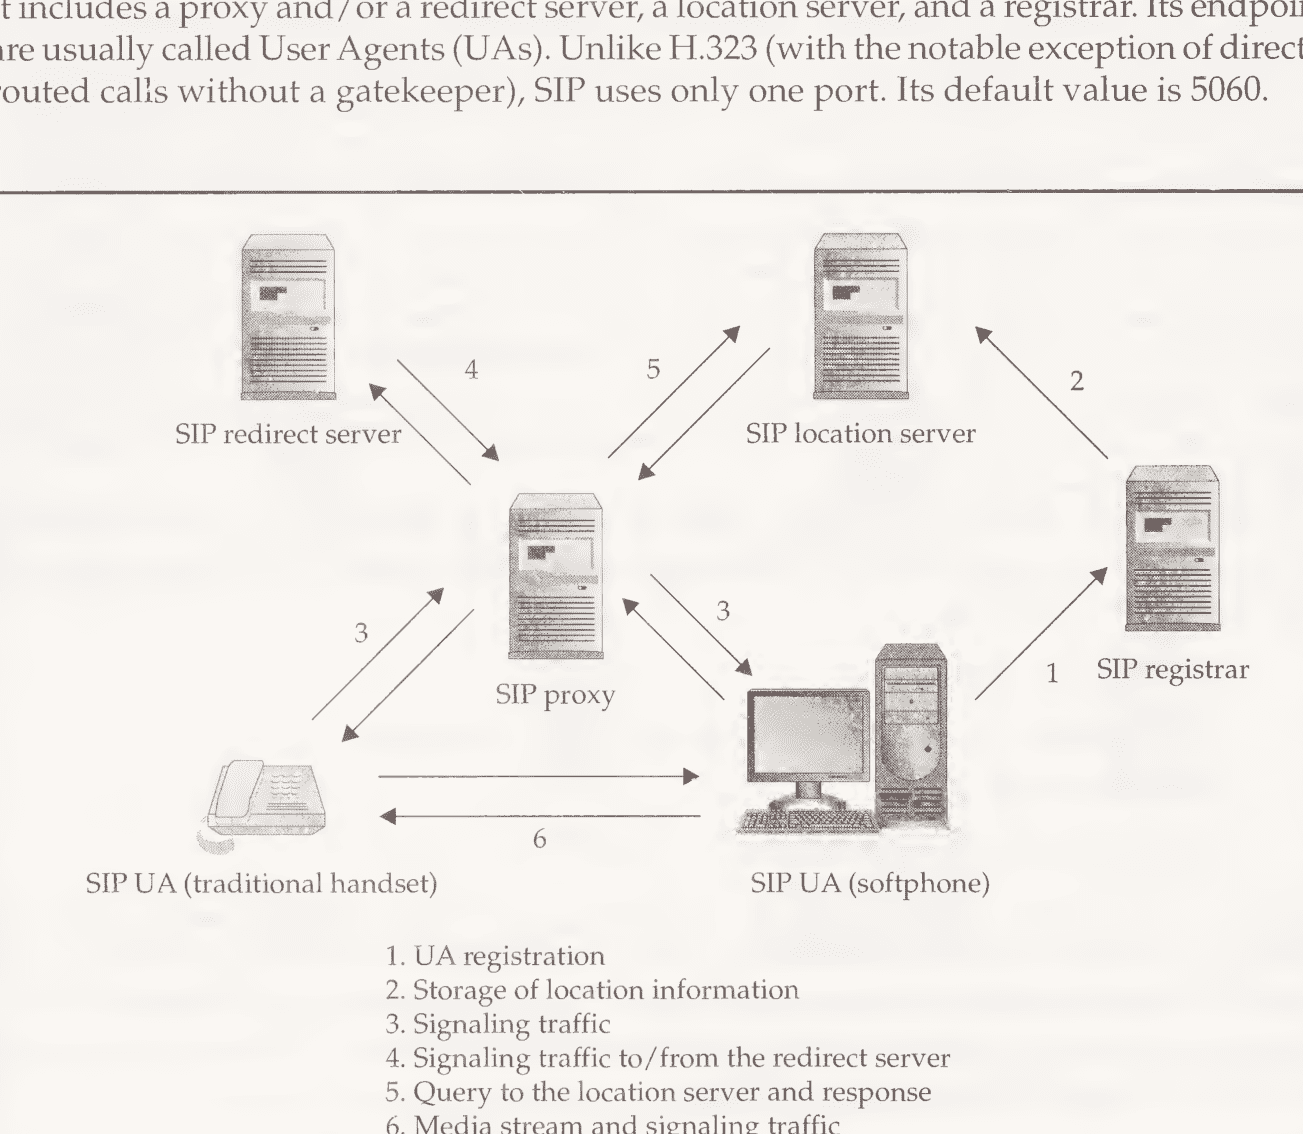 t includes a proxy and/or a redirect server, a location server, and a registrar. Its endpoi
are usually called User Agents (UAs). Unlike H.323 (with the notable exception of direct
outed calls without a gatekeeper), SIP uses only one port. Its default value is 5060.
4
5
2
SIP redirect server
SIP location server
3
3
SIP proxy
1
SIP registrar
6
SIP UA (traditional handset)
SIP UA (softphone)
1. UA registration
2. Storage of location information
3. Signaling traffic
4. Signaling traffic to/from the redirect server
5. Query to the location server and response
6. Media stream and signaling traffic